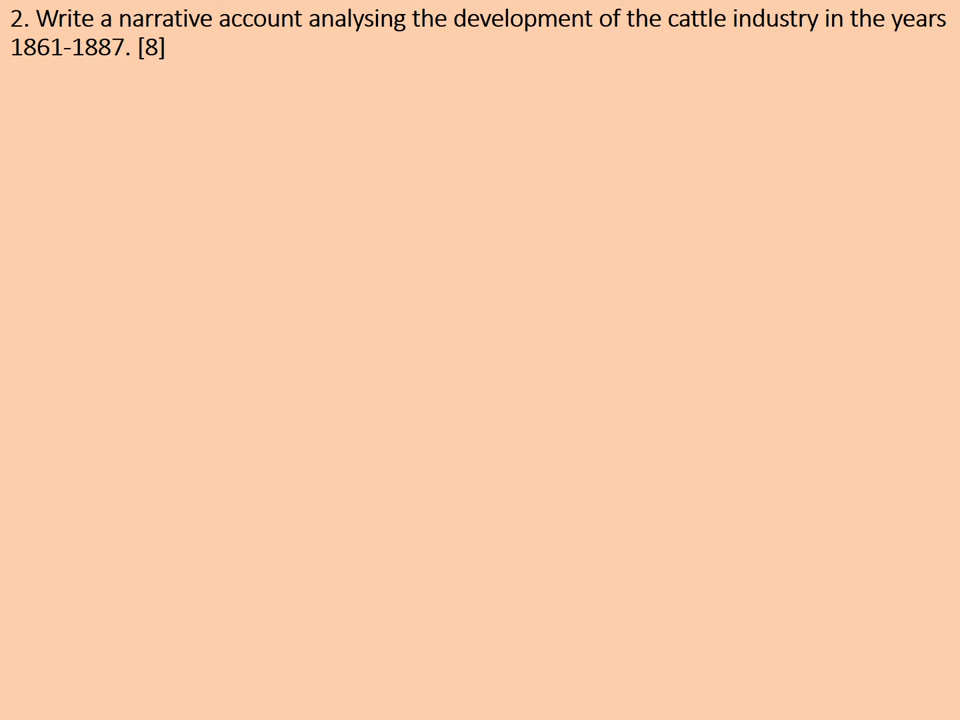 2. Write a narrative account analysing the development of the cattle industry in the years
1861-1887. [8]